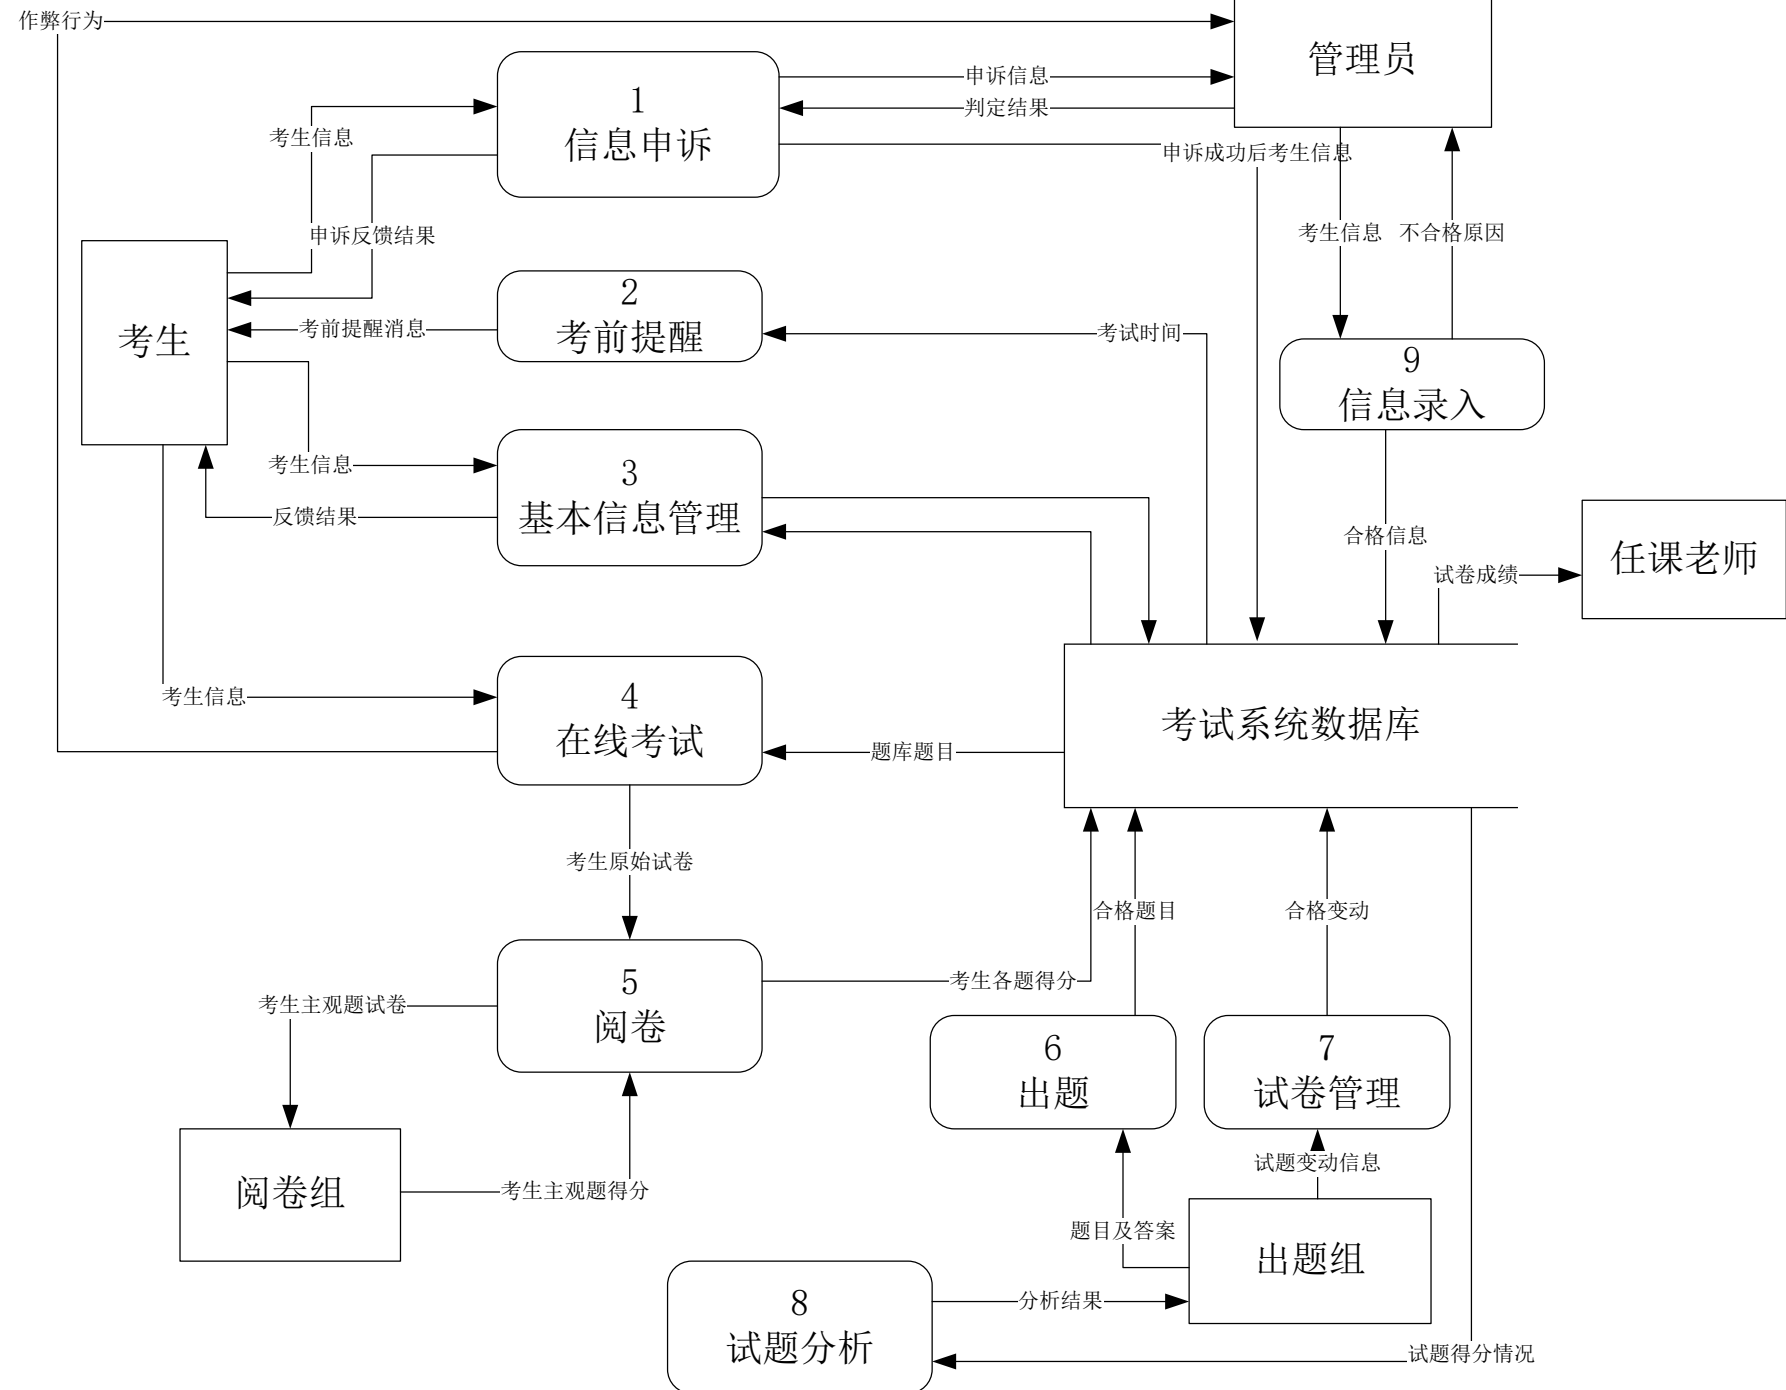 作弊行为
管理员
申诉信息
判定结果
1
信息申诉
考生信息
申诉成功后考生信息
申诉反馈结果
考生信息
不合格原因
考生
2
考前提醒
考前提醒消息
考试时间
9
信息录入
考生信息
3
基本信息管理
反馈结果
合格信息
任课老师
试卷成绩
4
在线考试
考生信息
考试系统数据库
题库题目
考生原始试卷
合格题目
合格变动
5
阅卷
考生各题得分
考生主观题试卷
6
出题
7
试卷管理
试题变动信息
阅卷组
考生主观题得分
题目及答案
出题组
8
试题分析
分析结果
试题得分情况